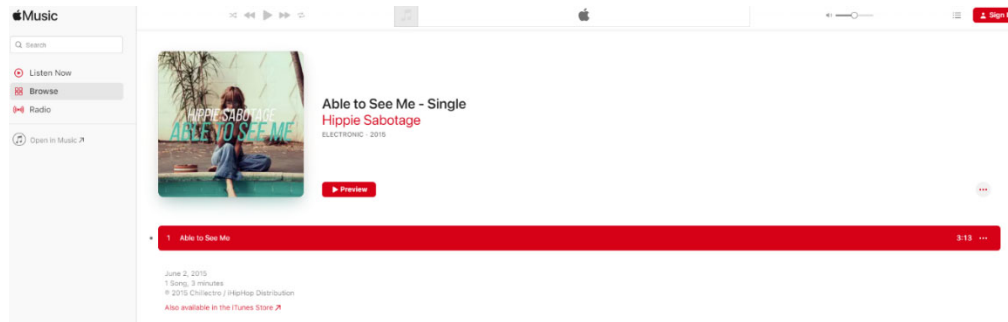 Music
Search
Listen Now
Browse
Radio
Open in Music
Sign I
HIPPIE SABOTAGE
ABLE TO SEE ME
Able to See Me - Single
Hippie Sabotage
ELECTRONIC · 2015
Preview
1 Able to See Me 3:13
June 2, 2015
1 Song, 3 minutes
℗ 2015 Chillectro / iHipHop Distribution
Also available in the iTunes Store